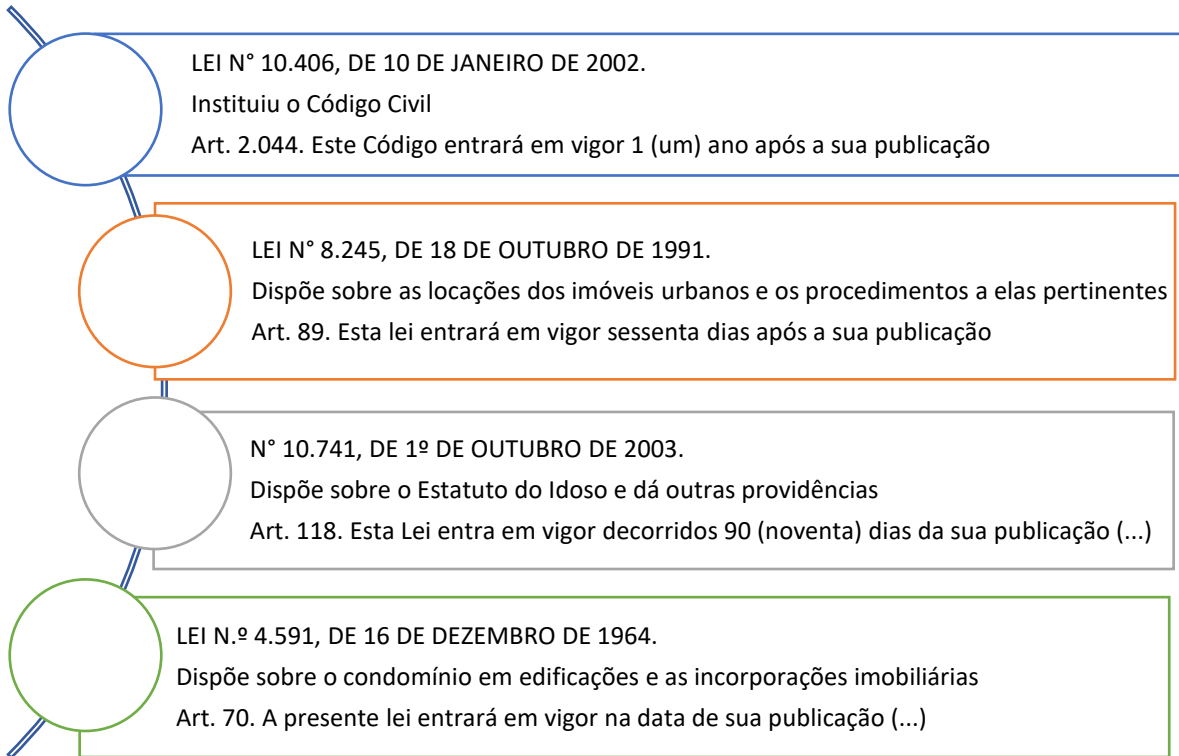 LEI N° 10.406, DE 10 DE JANEIRO DE 2002.
Instituiu o Código Civil
Art. 2.044. Este Código entrará em vigor 1 (um) ano após a sua publicação
LEI N° 8.245, DE 18 DE OUTUBRO DE 1991.
Dispõe sobre as locações dos imóveis urbanos e os procedimentos a elas pertinentes
Art. 89. Esta lei entrará em vigor sessenta dias após a sua publicação
N° 10.741, DE 1º DE OUTUBRO DE 2003.
Dispõe sobre o Estatuto do Idoso e dá outras providências
Art. 118. Esta Lei entra em vigor decorridos 90 (noventa) dias da sua publicação (...)
LEI N.º 4.591, DE 16 DE DEZEMBRO DE 1964.
Dispõe sobre o condomínio em edificações e as incorporações imobiliárias
Art. 70. A presente lei entrará em vigor na data de sua publicação (...)